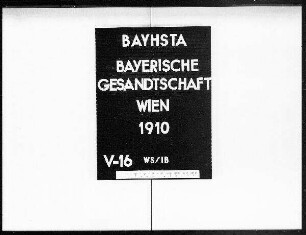 BAYHSTA
BAYERISCHE
GESANDTSCHAFT
WIEN
1910
V-16 WS/IB